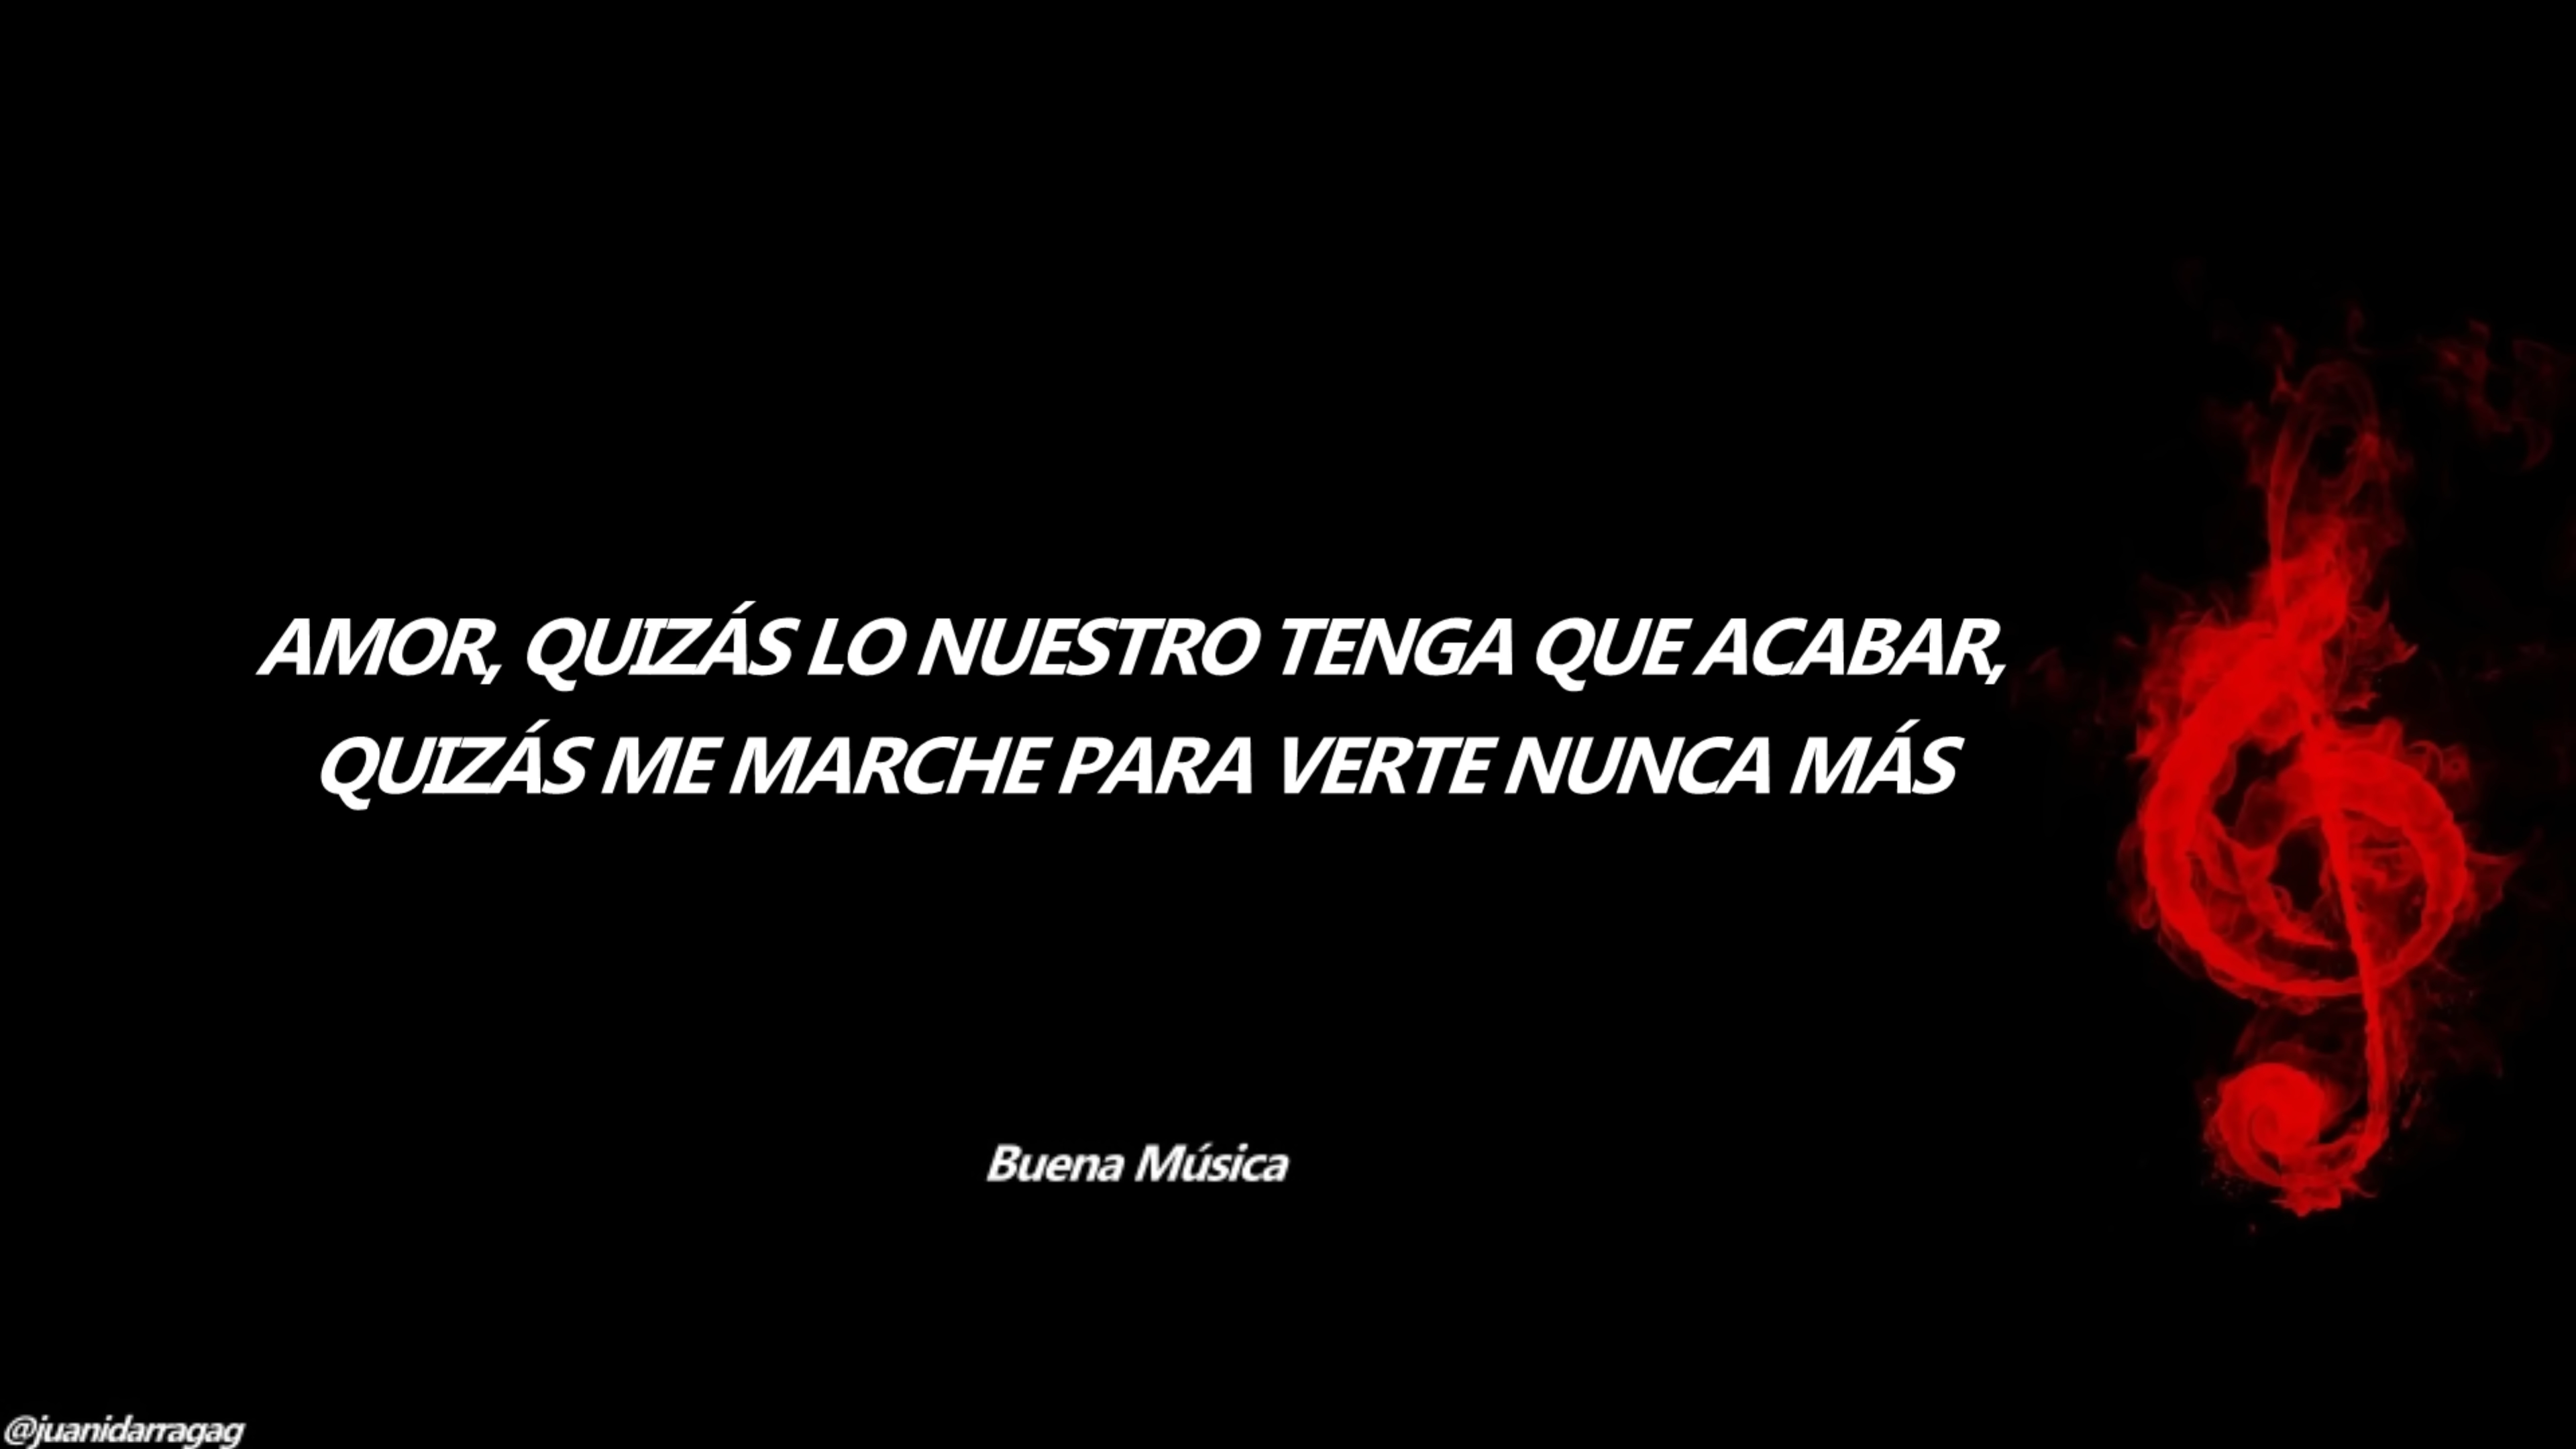 AMOR, QUIZÁS LO NUESTRO TENGA QUE ACABAR,
QUIZÁS ME MARCHE PARA VERTE NUNCA MÁS
Buena Música
@juanidarragag